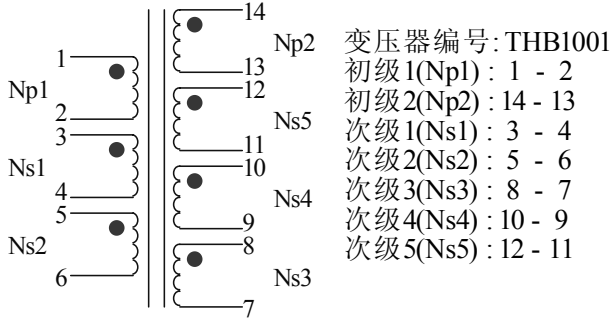 1
2
Np1
3
4
Ns1
5
6
Ns2
14
13
Np2
12
11
Ns5
10
9
Ns4
8
7
Ns3
变压器编号: THB1001
初级1(Np1) : 1 - 2
初级2(Np2) : 14 - 13
次级1(Ns1) : 3 - 4
次级2(Ns2) : 5 - 6
次级3(Ns3) : 8 - 7
次级4(Ns4) : 10 - 9
次级5(Ns5) : 12 - 11